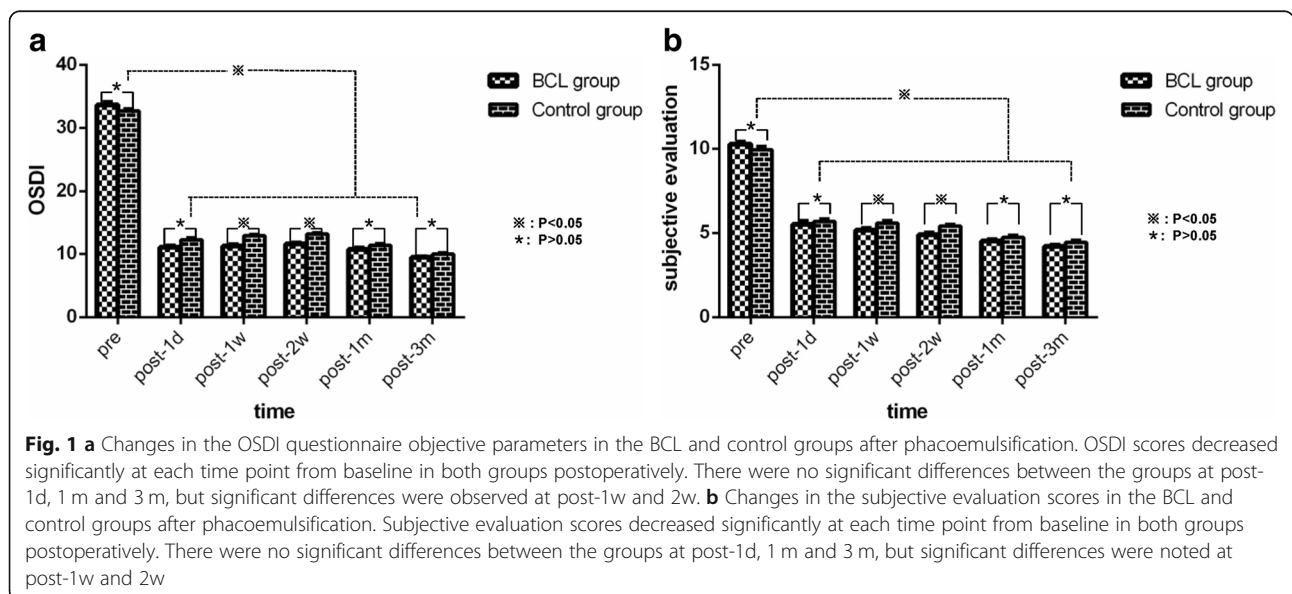 a
40
30
20
10
0
OSDI
※
*
*
※
※
*
*
BCL group
Control group
※ : P<0.05
* : P>0.05
pre
post-1d
post-1w
post-2w
post-1m
post-3m
time
b
15
10
5
0
subjective evaluation
※
*
*
※
※
*
*
BCL group
Control group
※ : P<0.05
* : P>0.05
pre
post-1d
post-1w
post-2w
post-1m
post-3m
time
Fig. 1 a Changes in the OSDI questionnaire objective parameters in the BCL and control groups after phacoemulsification. OSDI scores decreased
significantly at each time point from baseline in both groups postoperatively. There were no significant differences between the groups at post-
1d, 1 m and 3 m, but significant differences were observed at post-1w and 2w. b Changes in the subjective evaluation scores in the BCL and
control groups after phacoemulsification. Subjective evaluation scores decreased significantly at each time point from baseline in both groups
postoperatively. There were no significant differences between the groups at post-1d, 1 m and 3 m, but significant differences were noted at
post-1w and 2w